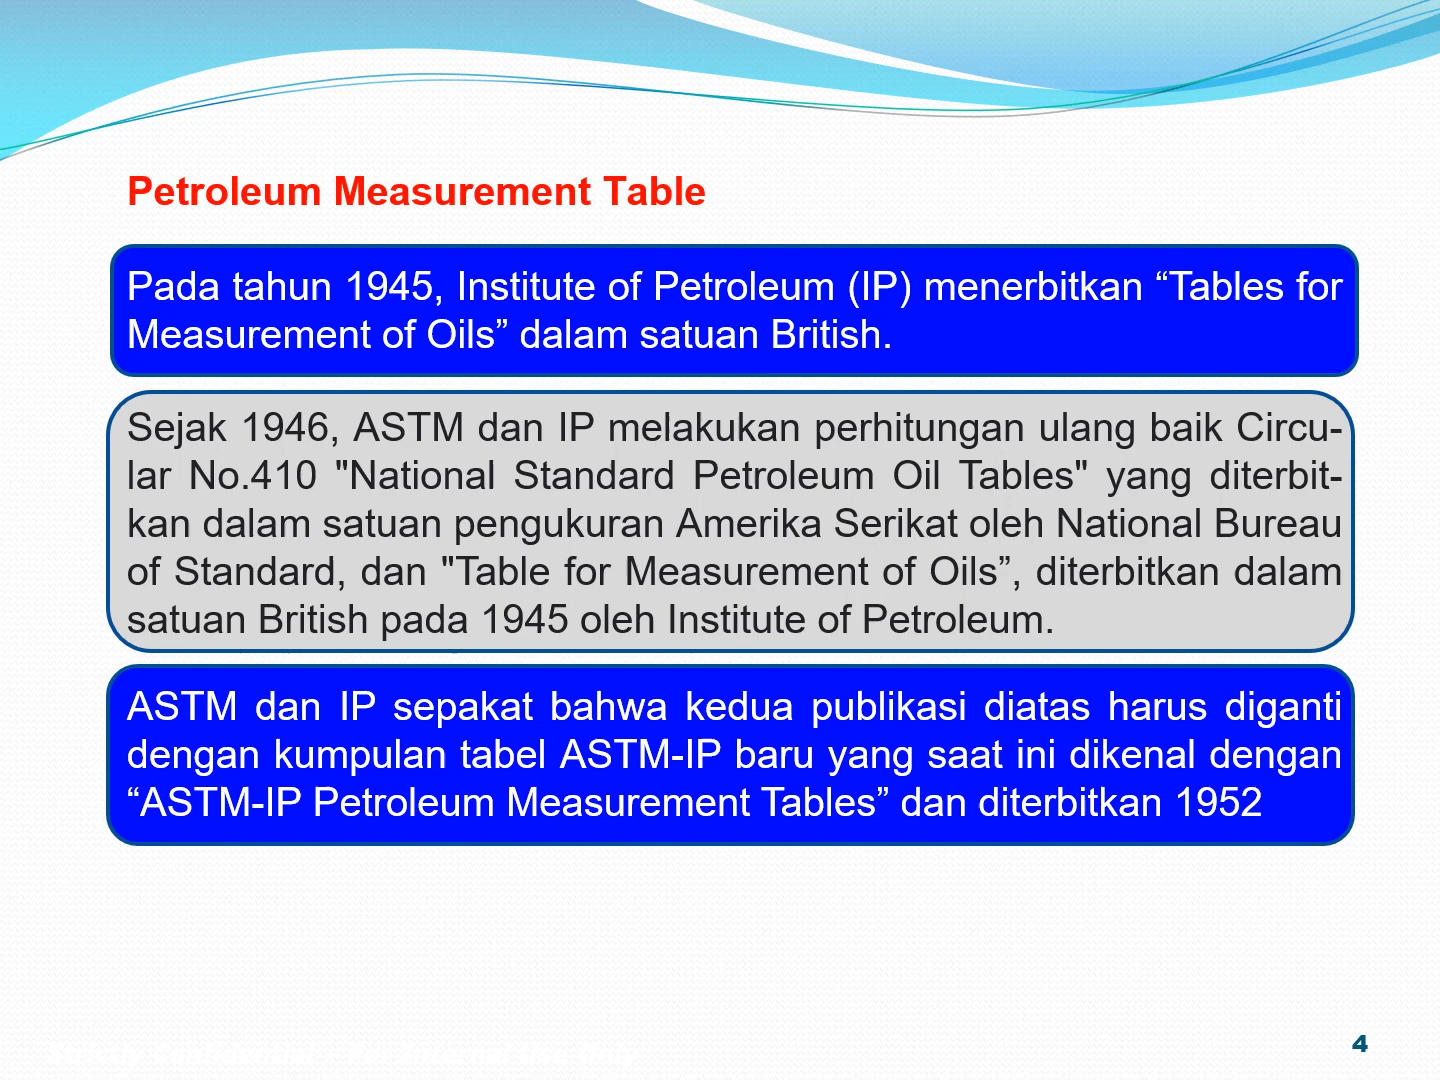 Petroleum Measurement Table
Pada tahun 1945, Institute of Petroleum (IP) menerbitkan “Tables for
Measurement of Oils” dalam satuan British.
Sejak 1946, ASTM dan IP melakukan perhitungan ulang baik Circu-
lar No.410 "National Standard Petroleum Oil Tables" yang diterbit-
kan dalam satuan pengukuran Amerika Serikat oleh National Bureau
of Standard, dan "Table for Measurement of Oils”, diterbitkan dalam
satuan British pada 1945 oleh Institute of Petroleum.
ASTM dan IP sepakat bahwa kedua publikasi diatas harus diganti
dengan kumpulan tabel ASTM-IP baru yang saat ini dikenal dengan
“ASTM-IP Petroleum Measurement Tables” dan diterbitkan 1952
4